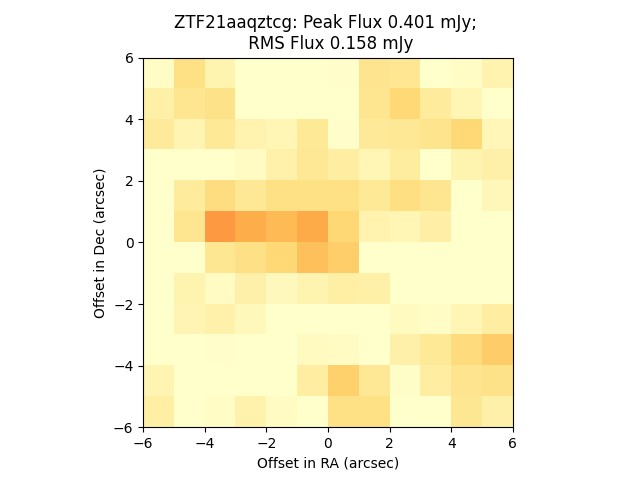 ZTF21aaqztcg: Peak Flux 0.401 mJy;
RMS Flux 0.158 mJy
6
4
2
0
−2
−4
−6
Offset in Dec (arcsec)
−6 −4 −2 0 2 4 6
Offset in RA (arcsec)